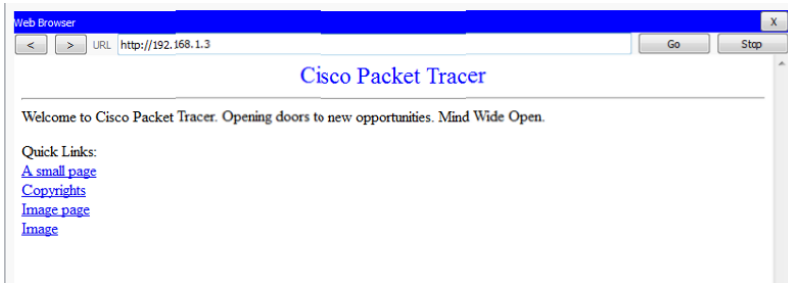 Web Browser X
< > URL http://192.168.1.3 Go Stop
Cisco Packet Tracer
Welcome to Cisco Packet Tracer. Opening doors to new opportunities. Mind Wide Open.
Quick Links:
A small page
Copyrights
Image page
Image